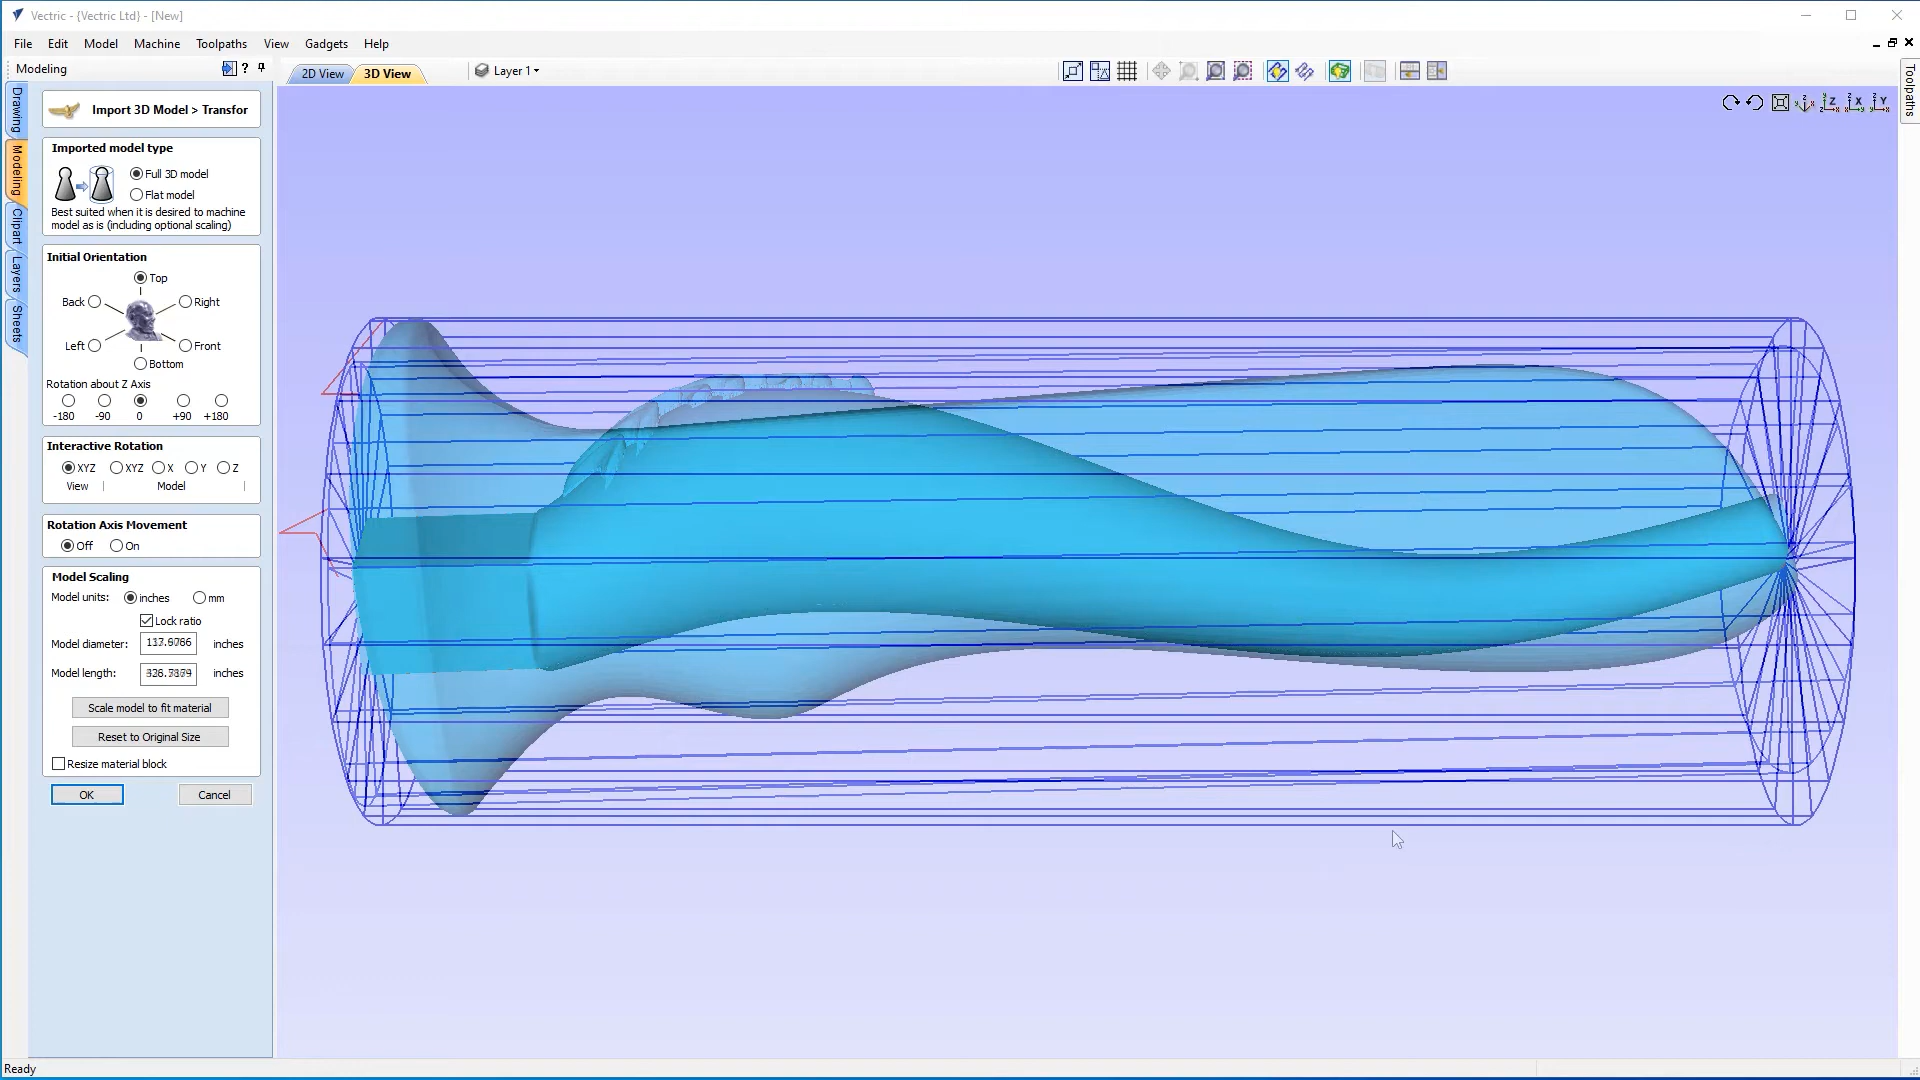 Vectric - {Vectric Ltd} - [New]
File Edit Model Machine Toolpaths View Gadgets Help
Modeling ?
2D View 3D View Layer 1
Drawing
Modeling
Clipart
Layers
Sheets
Toolpaths
Import 3D Model > Transfor
Imported model type
Full 3D model
Flat model
Best suited when it is desired to machine
model as is (including optional scaling)
Initial Orientation
Top
Back Right
Left Front
Bottom
Rotation about Z Axis
-180 -90 0 +90 +180
Interactive Rotation
XYZ XYZ X Y Z
View | Model |
Rotation Axis Movement
Off On
Model Scaling
Model units: inches mm
Lock ratio
Model diameter: inches
Model length: inches
Scale model to fit material
Reset to Original Size
Resize material block
OK Cancel
Z X Y
Ready